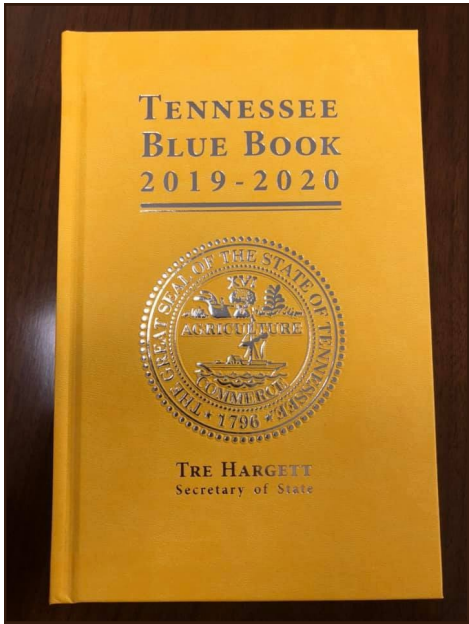 TENNESSEE
BLUE BOOK
2019-2020
THE GREAT SEAL OF THE STATE OF TENNESSEE
XVI
AGRICULTURE
COMMERCE
1796
TRE HARGETT
Secretary of State